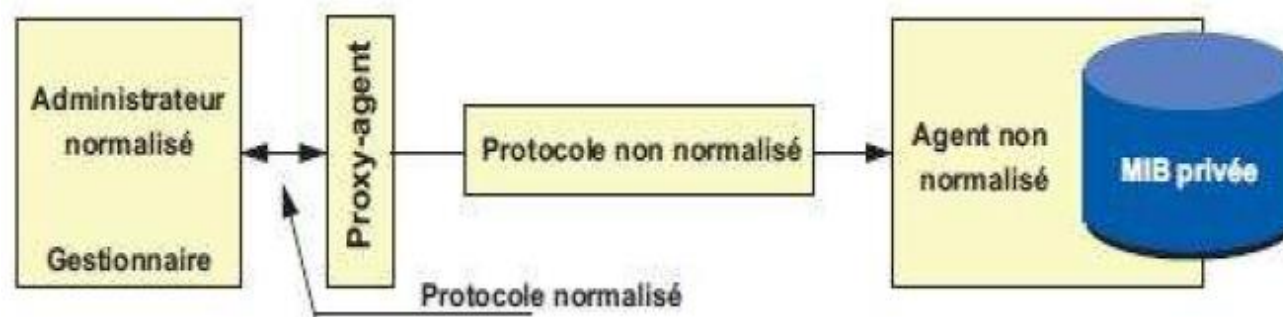 Administrateur
normalisé
Gestionnaire
Proxy-agent
Protocole non normalisé
Agent non
normalisé
MIB privée
Protocole normalisé